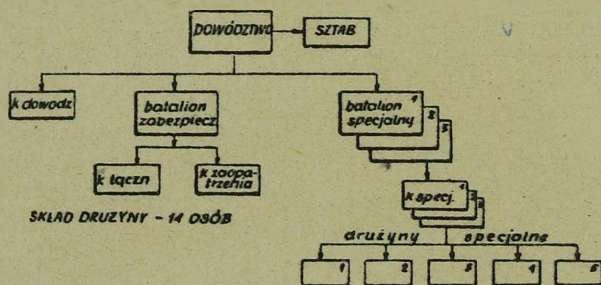 DOWÓDZTWO
SZTAB
k dowodz
batalion
zabezpiecz
batalion 1
specjalny 2
3
k łączn
k zaopa-
trzenia
k specj. 1
2
3
SKŁAD DRUŻYNY - 14 OSÓB
drużyny specjalne
1 2 3 4 5